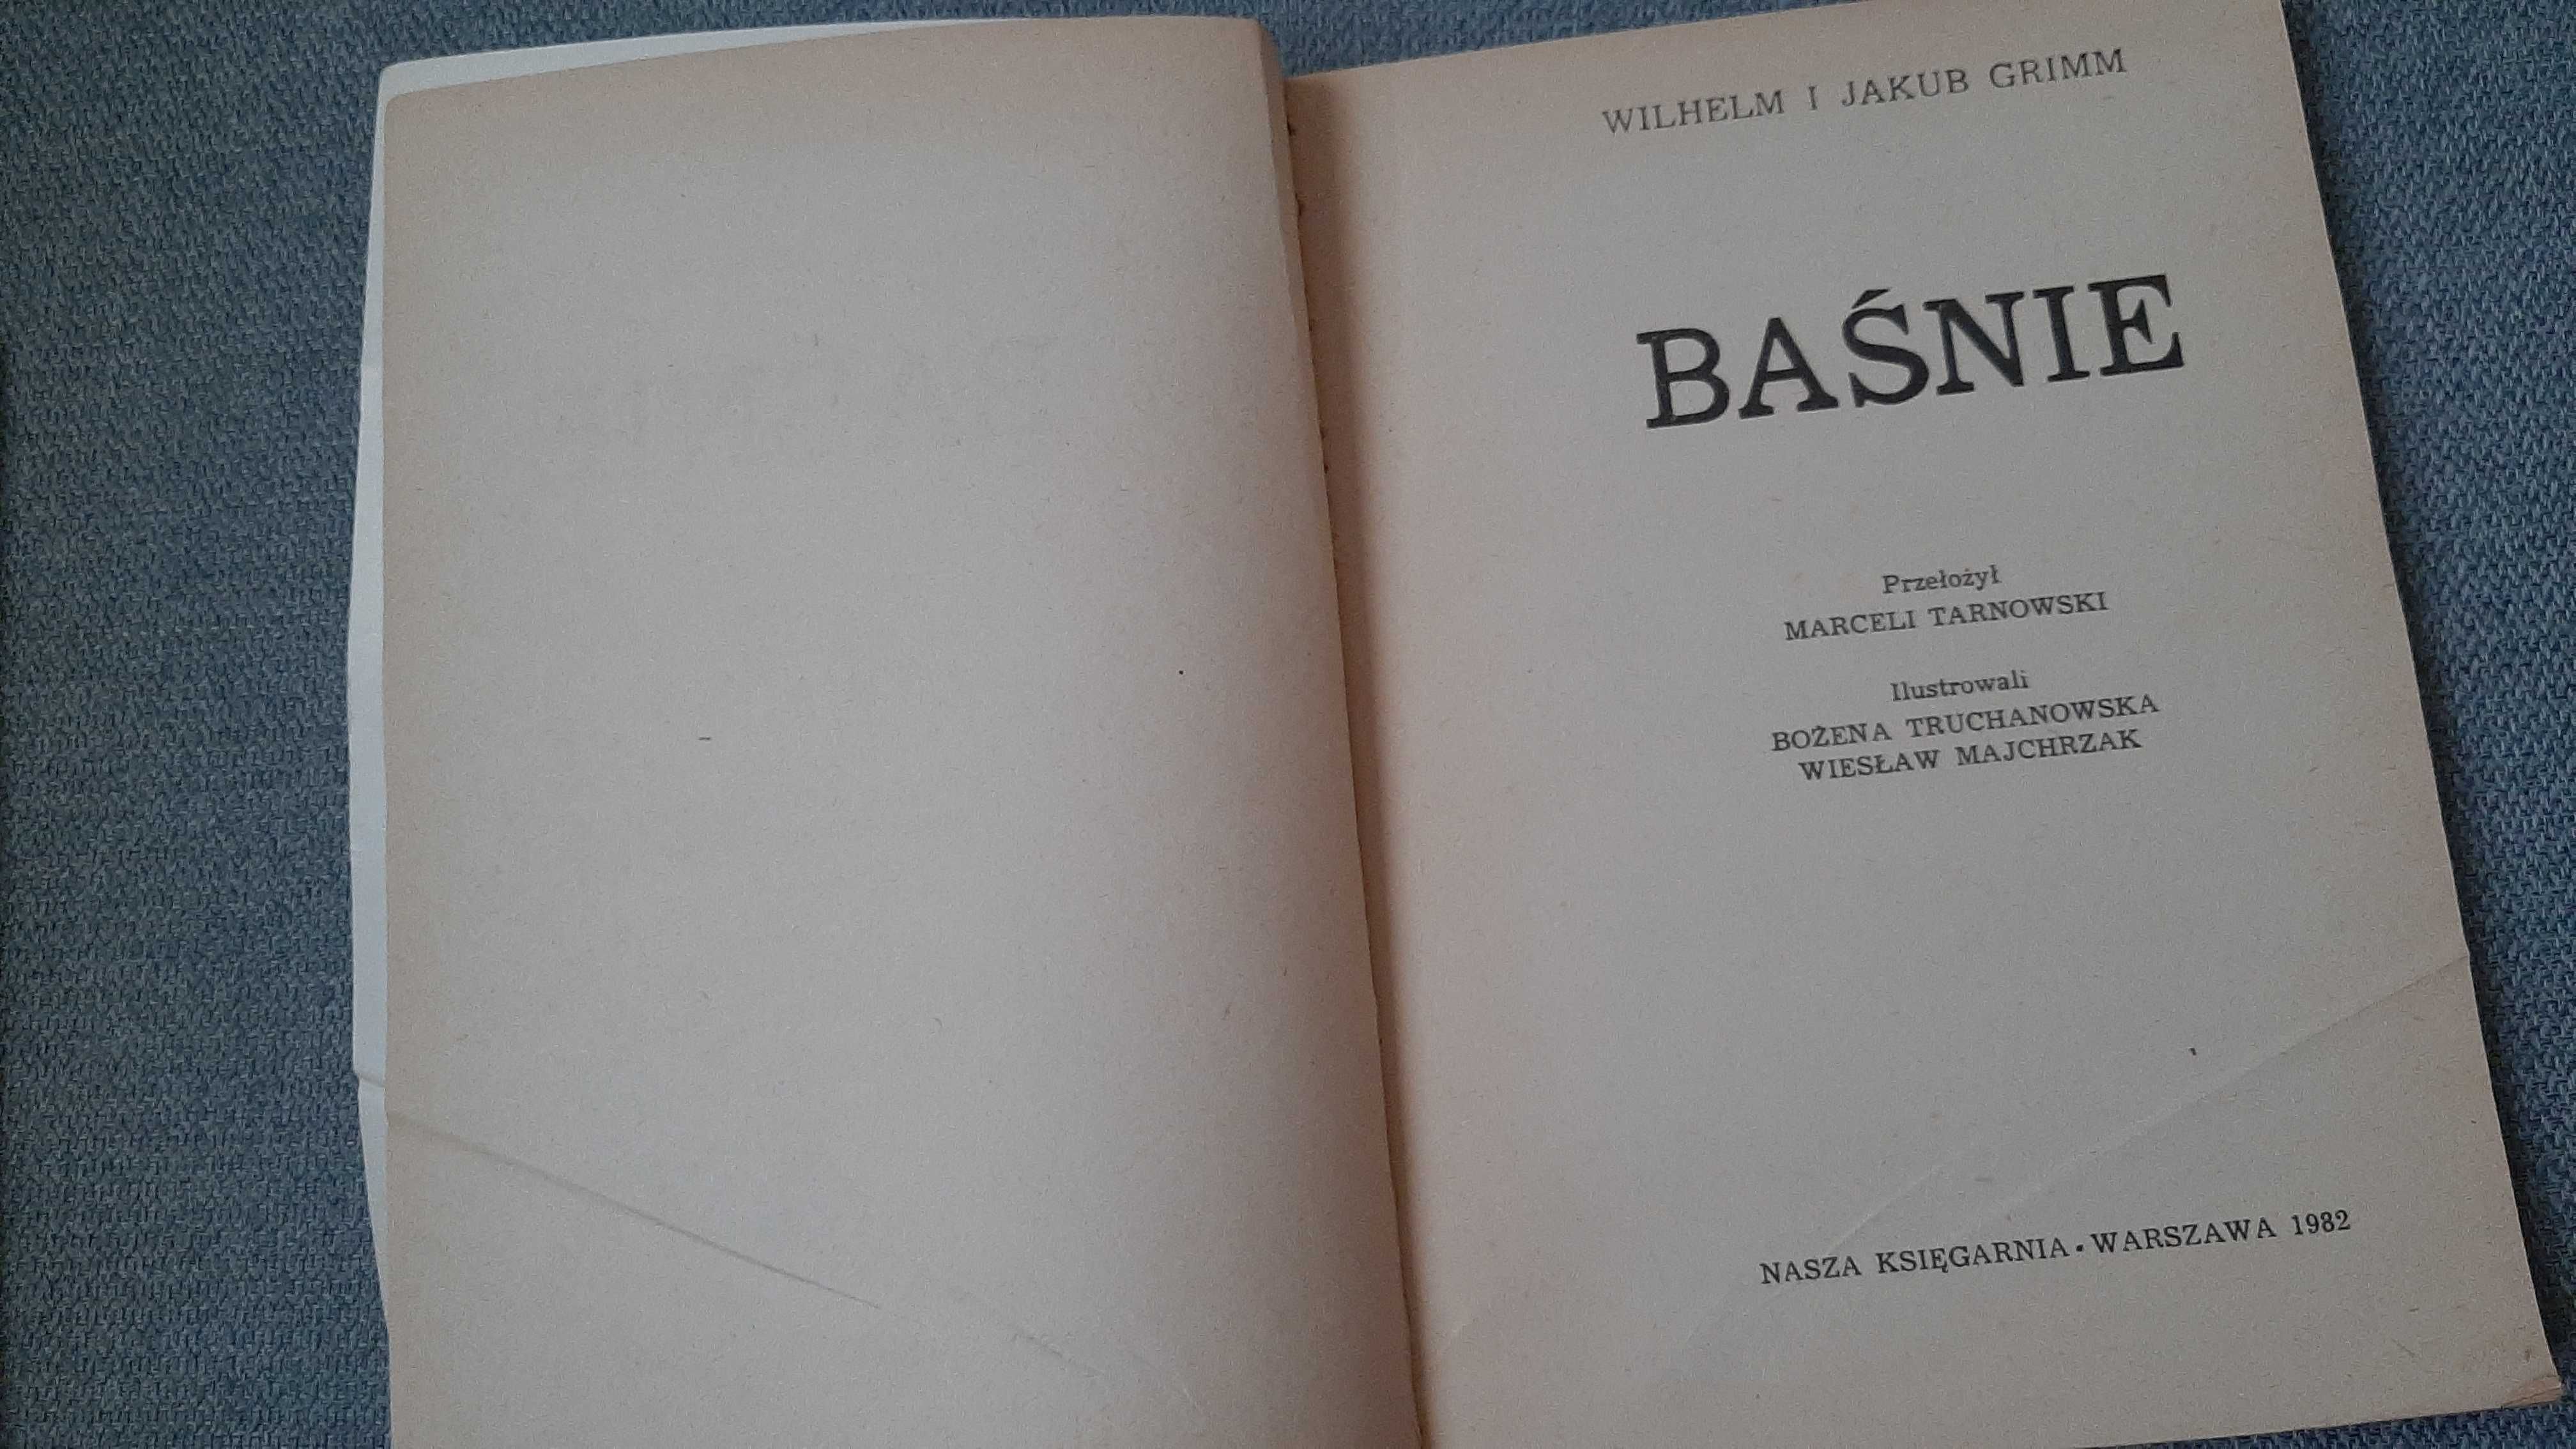 WILHELM I JAKUB GRIMM
BAŚNIE
Przełożył
MARCELI TARNOWSKI
Ilustrowali
BOŻENA TRUCHANOWSKA
WIESŁAW MAJCHRZAK
NASZA KSIĘGARNIA • WARSZAWA 1982